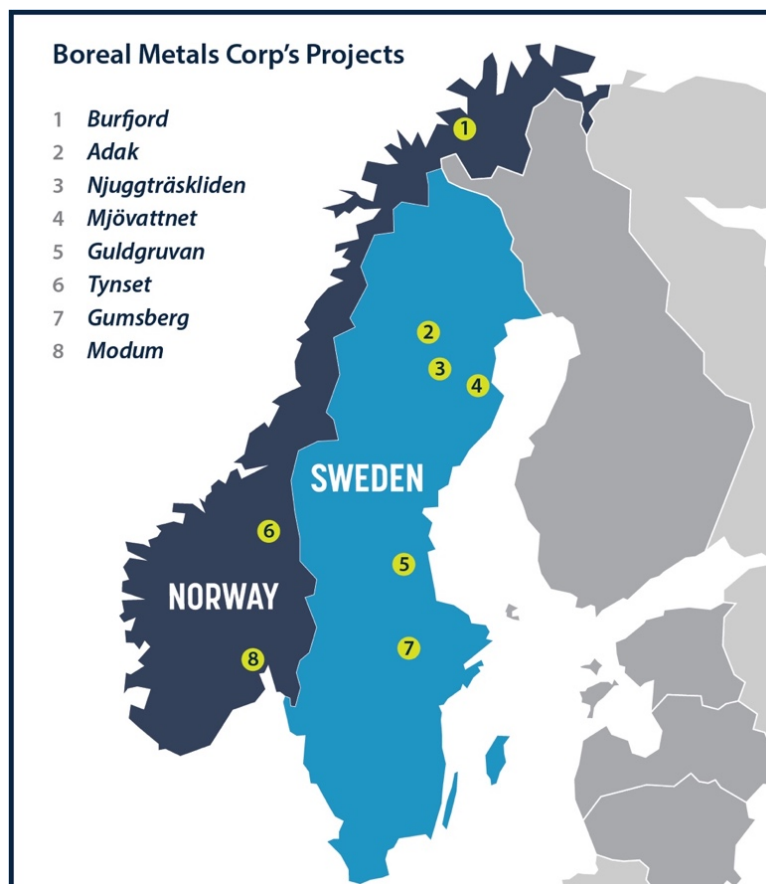 Boreal Metals Corp's Projects
1 Burfjord
2 Adak
3 Njuggträskliden
4 Mjövattnet
5 Guldgruvan
6 Tynset
7 Gumsberg
8 Modum
1
2
3
4
SWEDEN
6
5
NORWAY
7
8